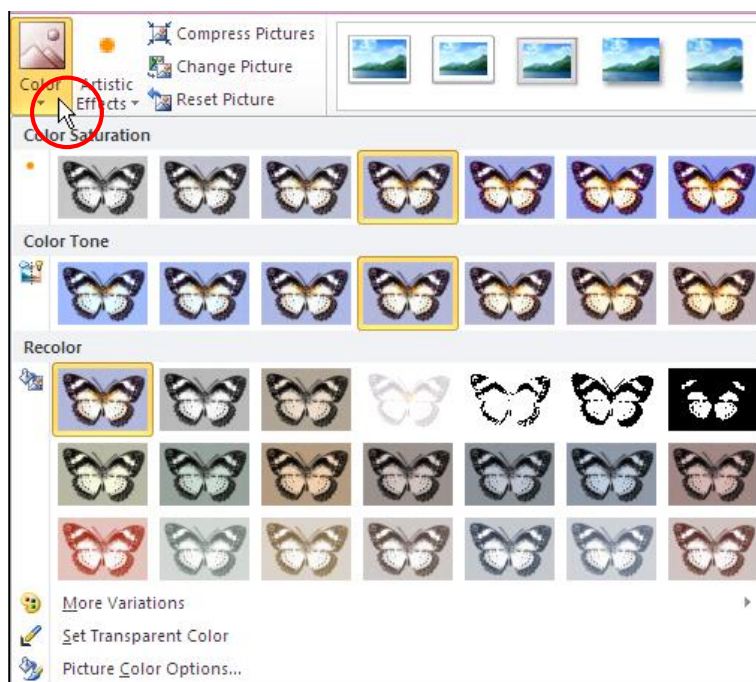 Compress Pictures
Change Picture
Reset Picture
Color
Artistic
Effects
Color Saturation
Color Tone
Recolor
More Variations
Set Transparent Color
Picture Color Options...